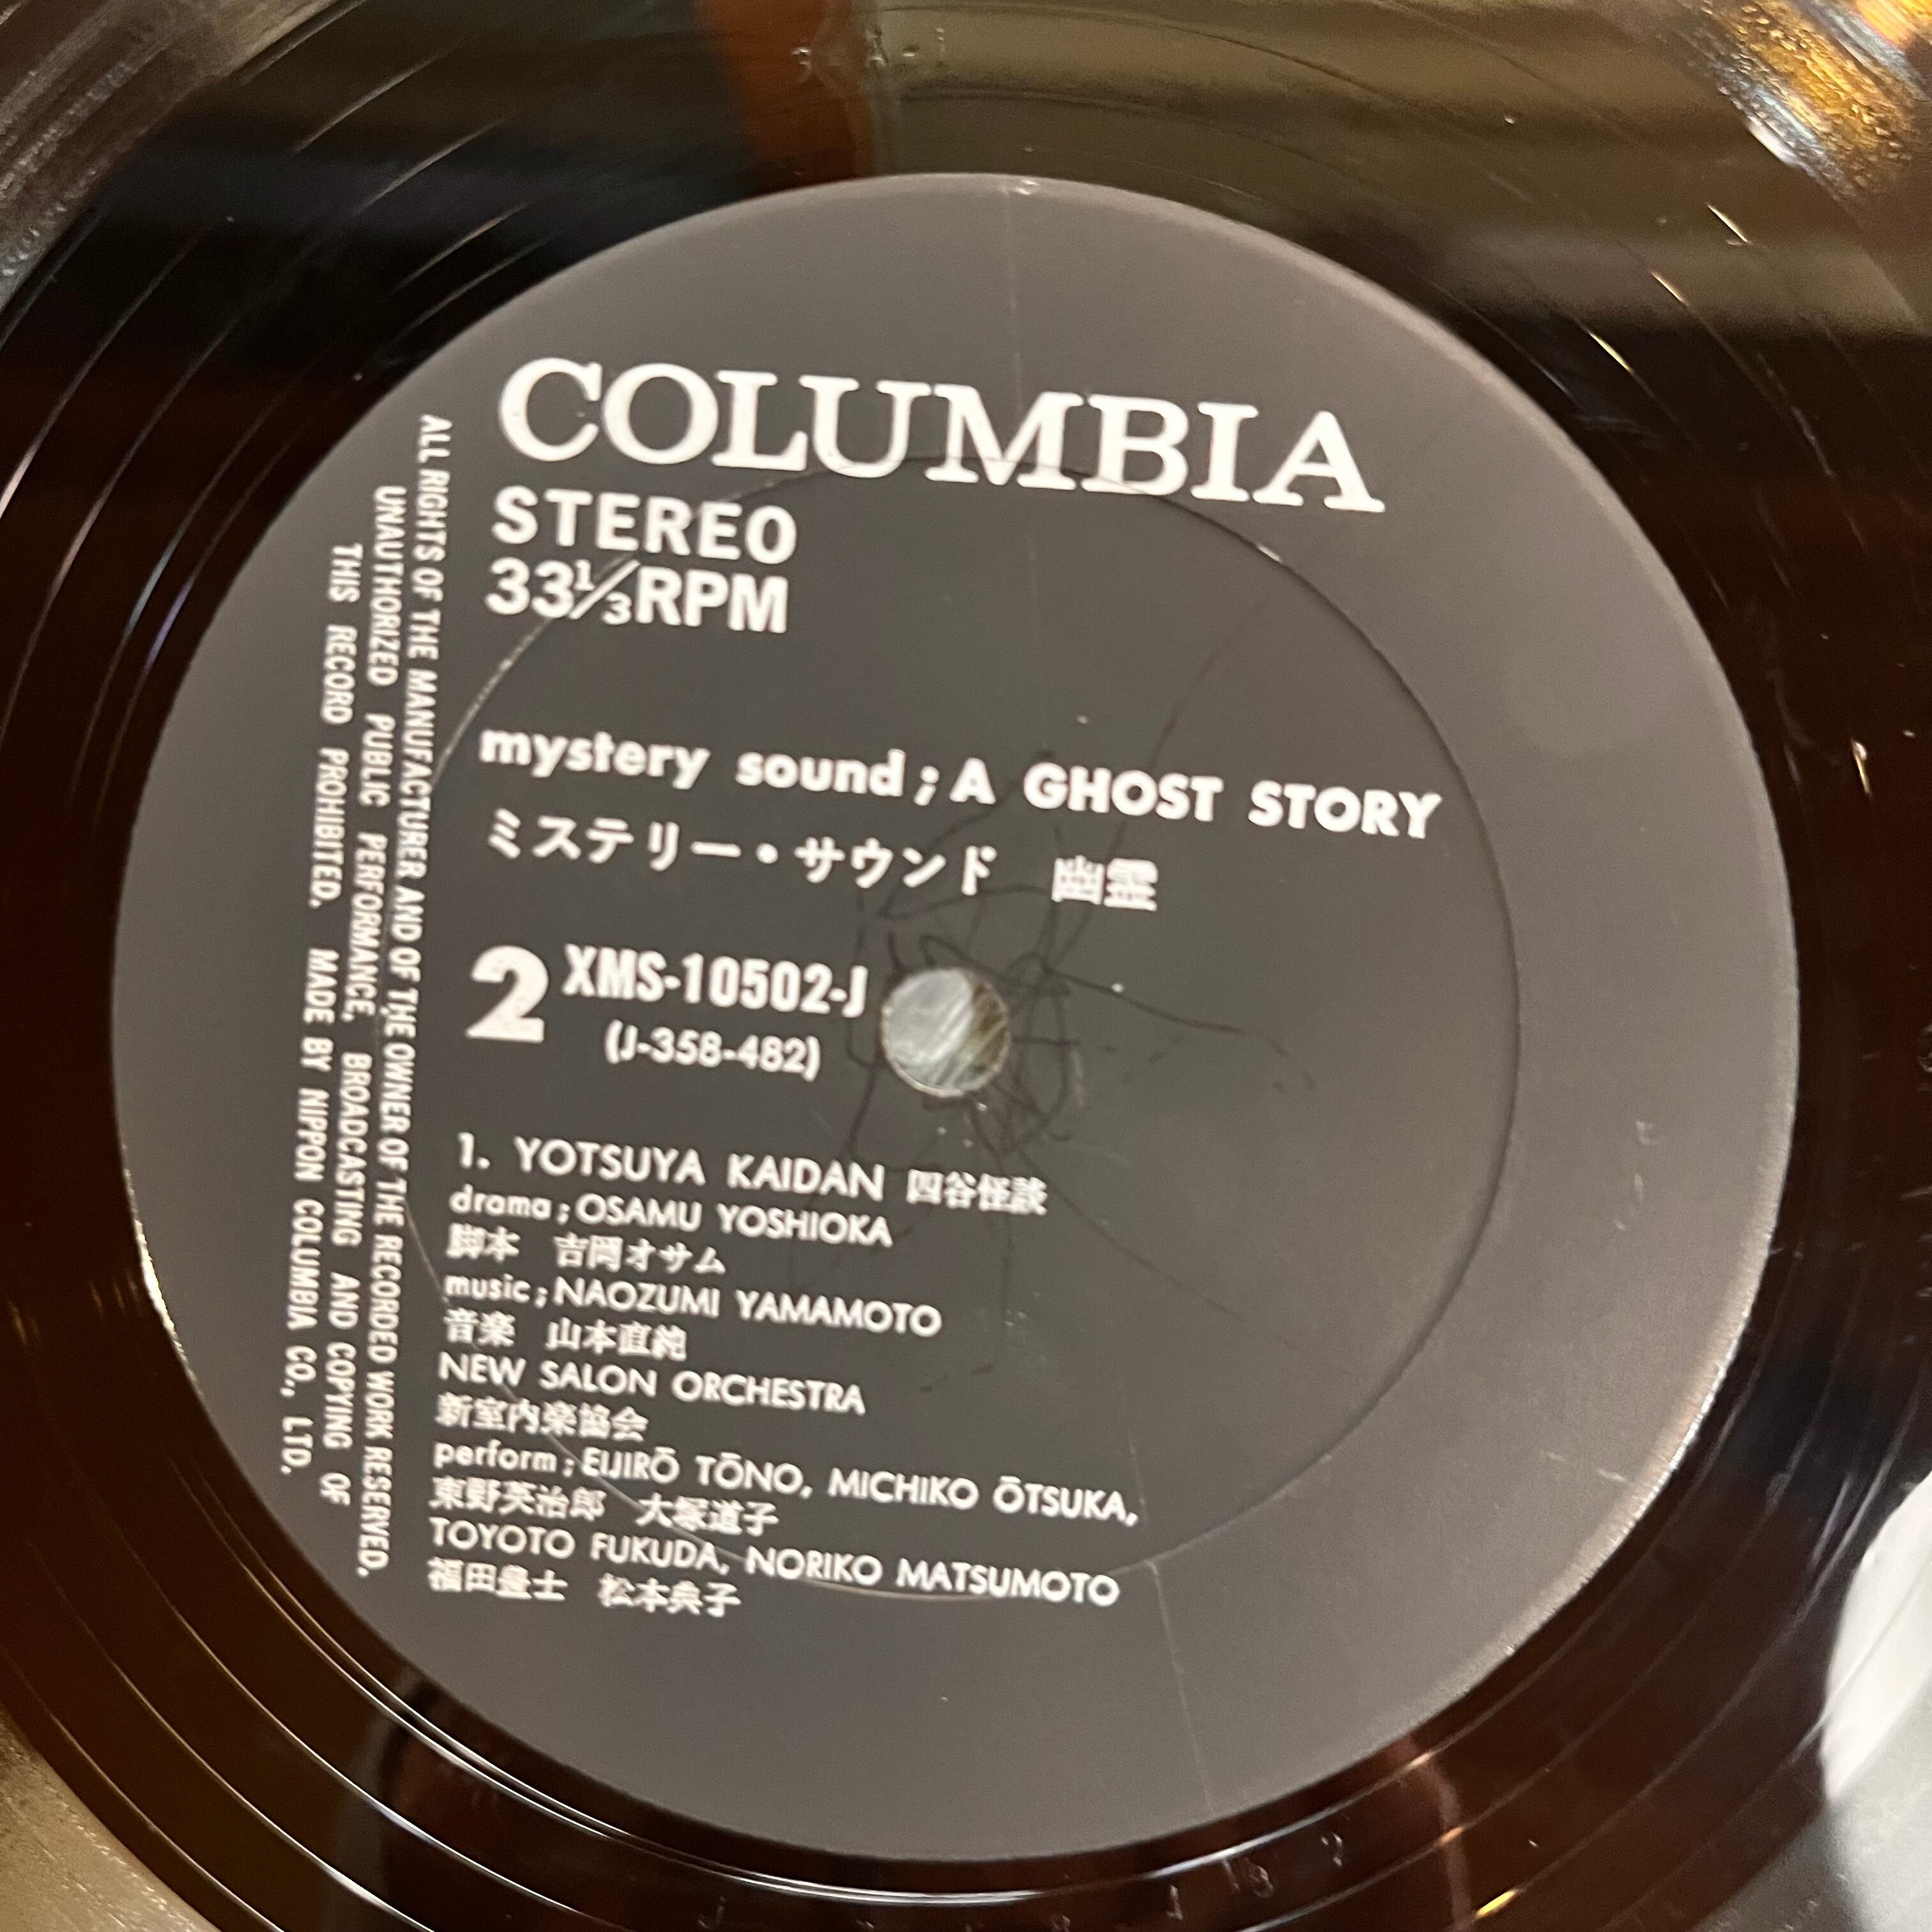 COLUMBIA
STEREO
33 1/3 RPM
mystery sound ; A GHOST STORY
ミステリー・サウンド 幽霊
2 XMS-10502-J
(J-358-482)
1. YOTSUYA KAIDAN 四谷怪談
drama ; OSAMU YOSHIOKA
脚本 吉岡オサム
music ; NAOZUMI YAMAMOTO
音楽 山本直純
NEW SALON ORCHESTRA
新室内楽協会
perform ; EIJIRŌ TŌNO, MICHIKO ŌTSUKA,
東野英治郎 大塚道子
TOYOTO FUKUDA, NORIKO MATSUMOTO
福田豊士 松本典子
ALL RIGHTS OF THE MANUFACTURER AND OF THE OWNER OF THE RECORDED WORK RESERVED.
UNAUTHORIZED PUBLIC PERFORMANCE, BROADCASTING AND COPYING OF
THIS RECORD PROHIBITED. MADE BY NIPPON COLUMBIA CO., LTD.